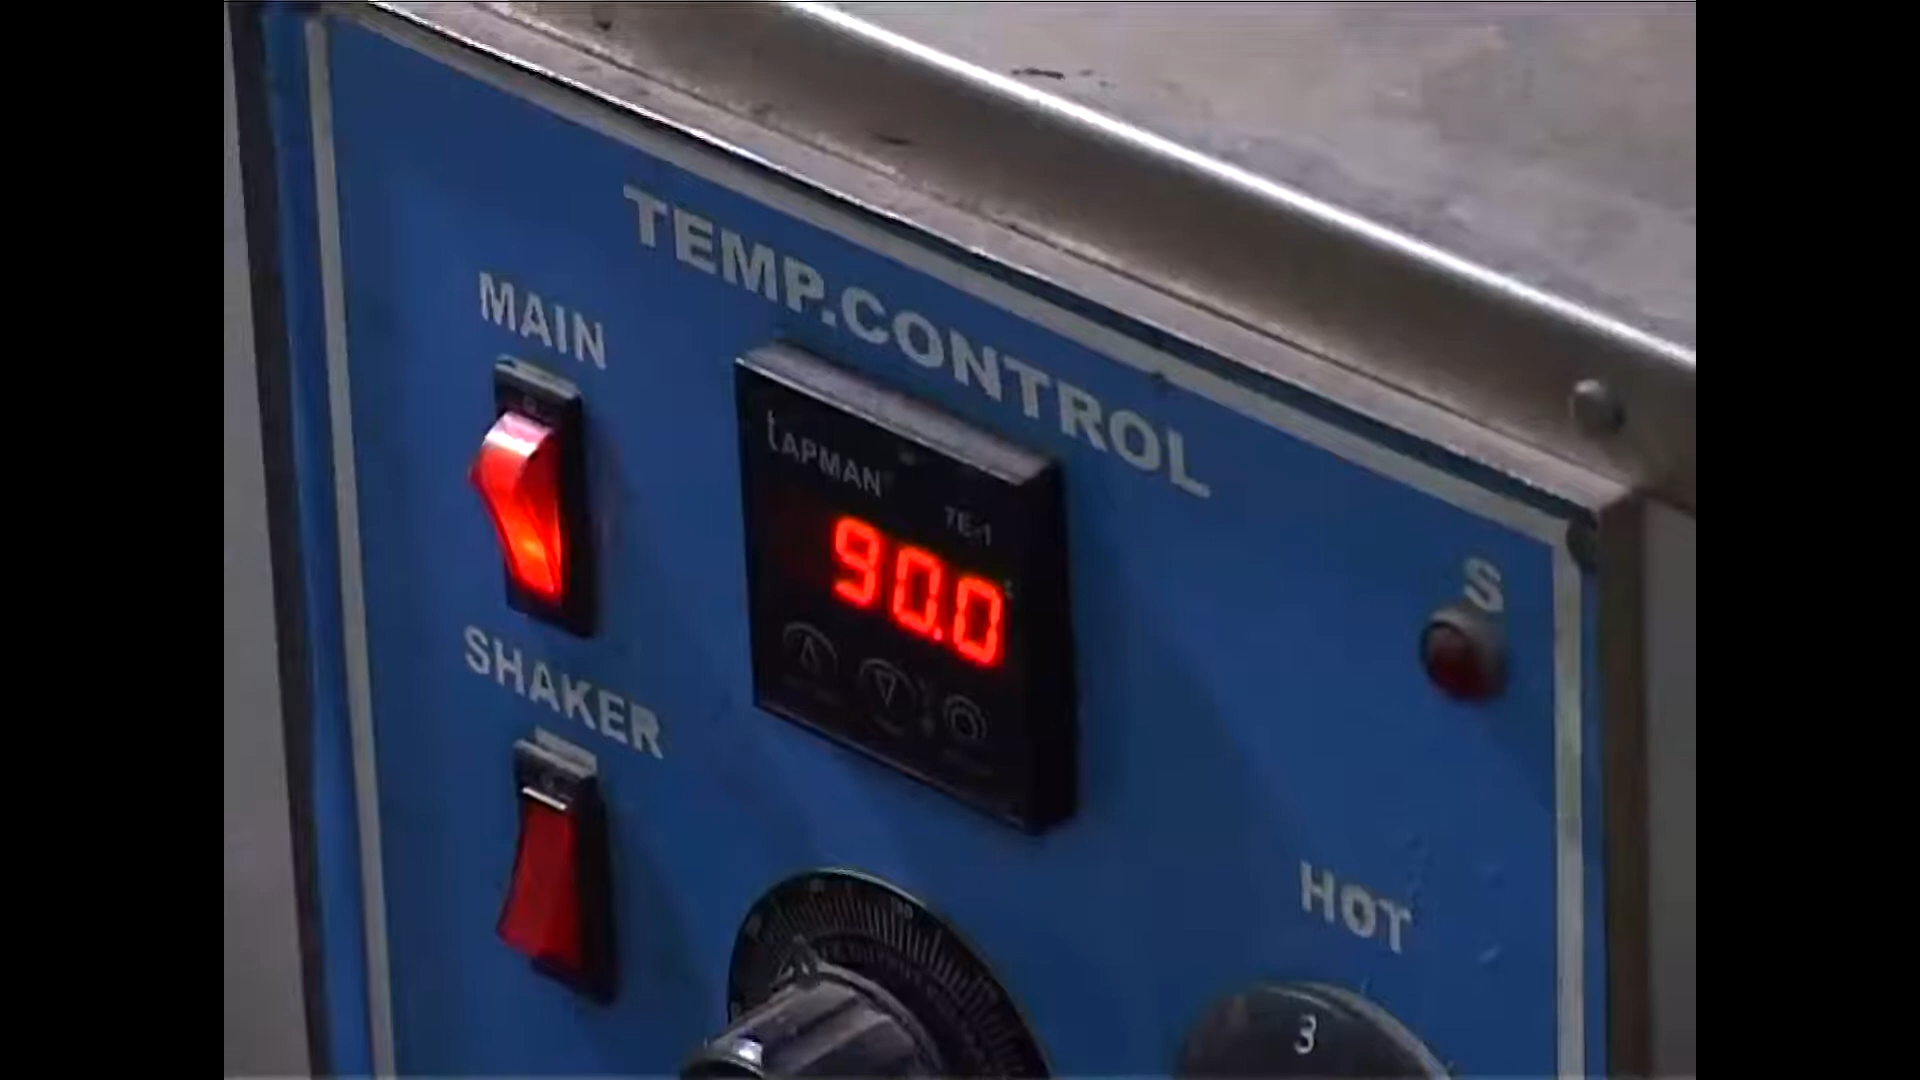 TEMP.CONTROL
MAIN
tAPMAN
7E-1
90.0
S
SHAKER
HOT
3